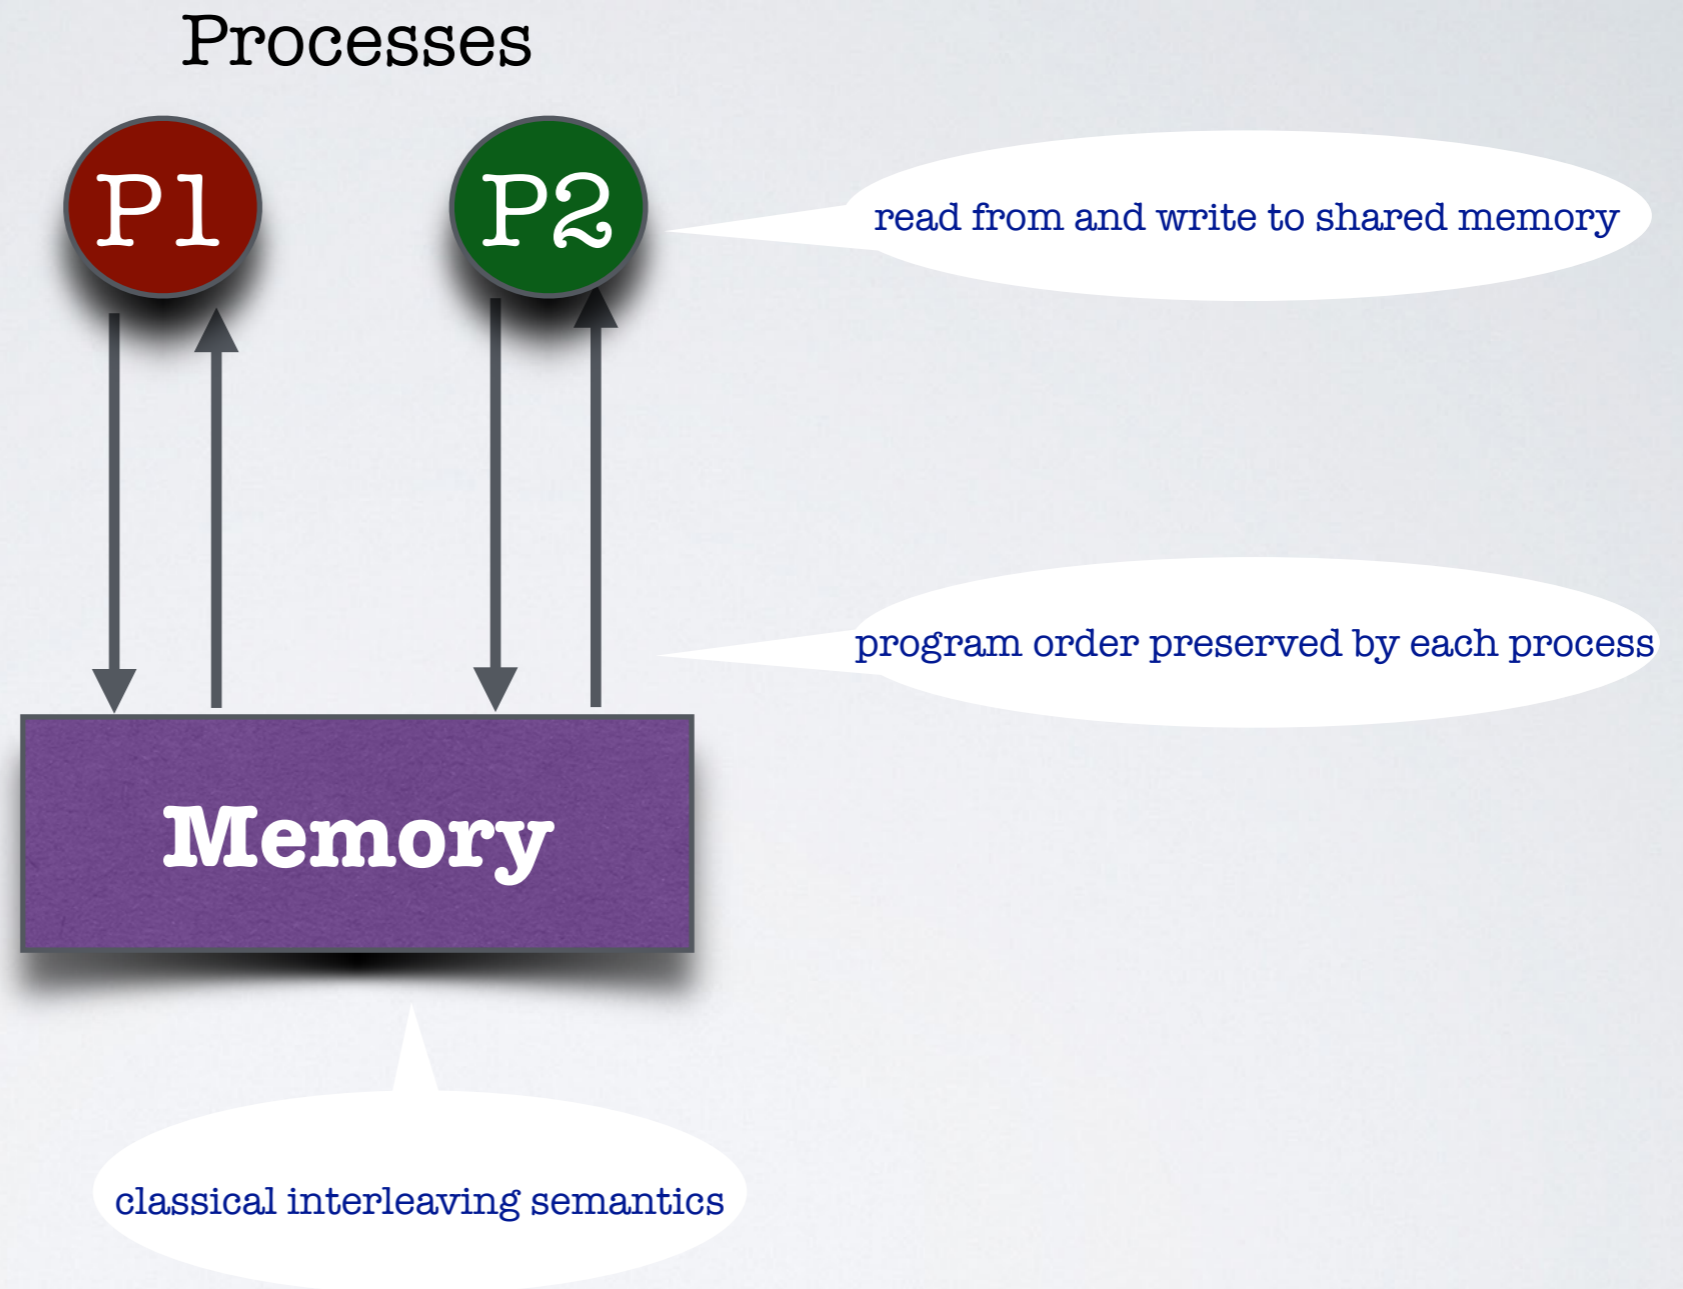 Processes
P1
P2
read from and write to shared memory
program order preserved by each process
Memory
classical interleaving semantics